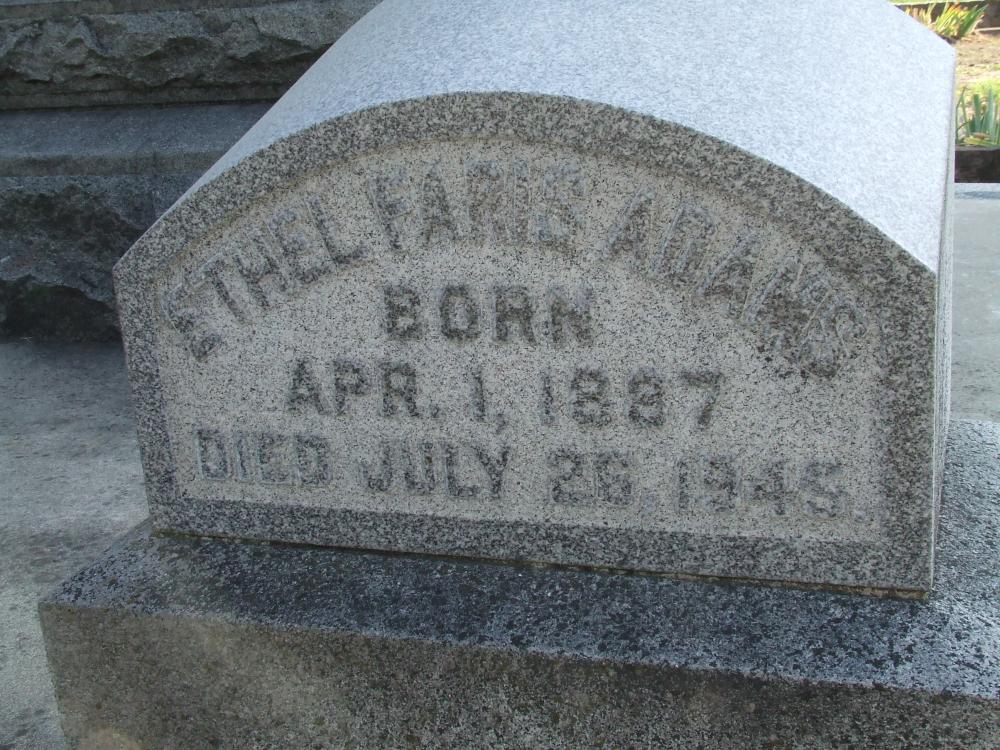 ETHEL FARIS ADAMS
BORN
APR. 1, 1887
DIED JULY 26, 1945.